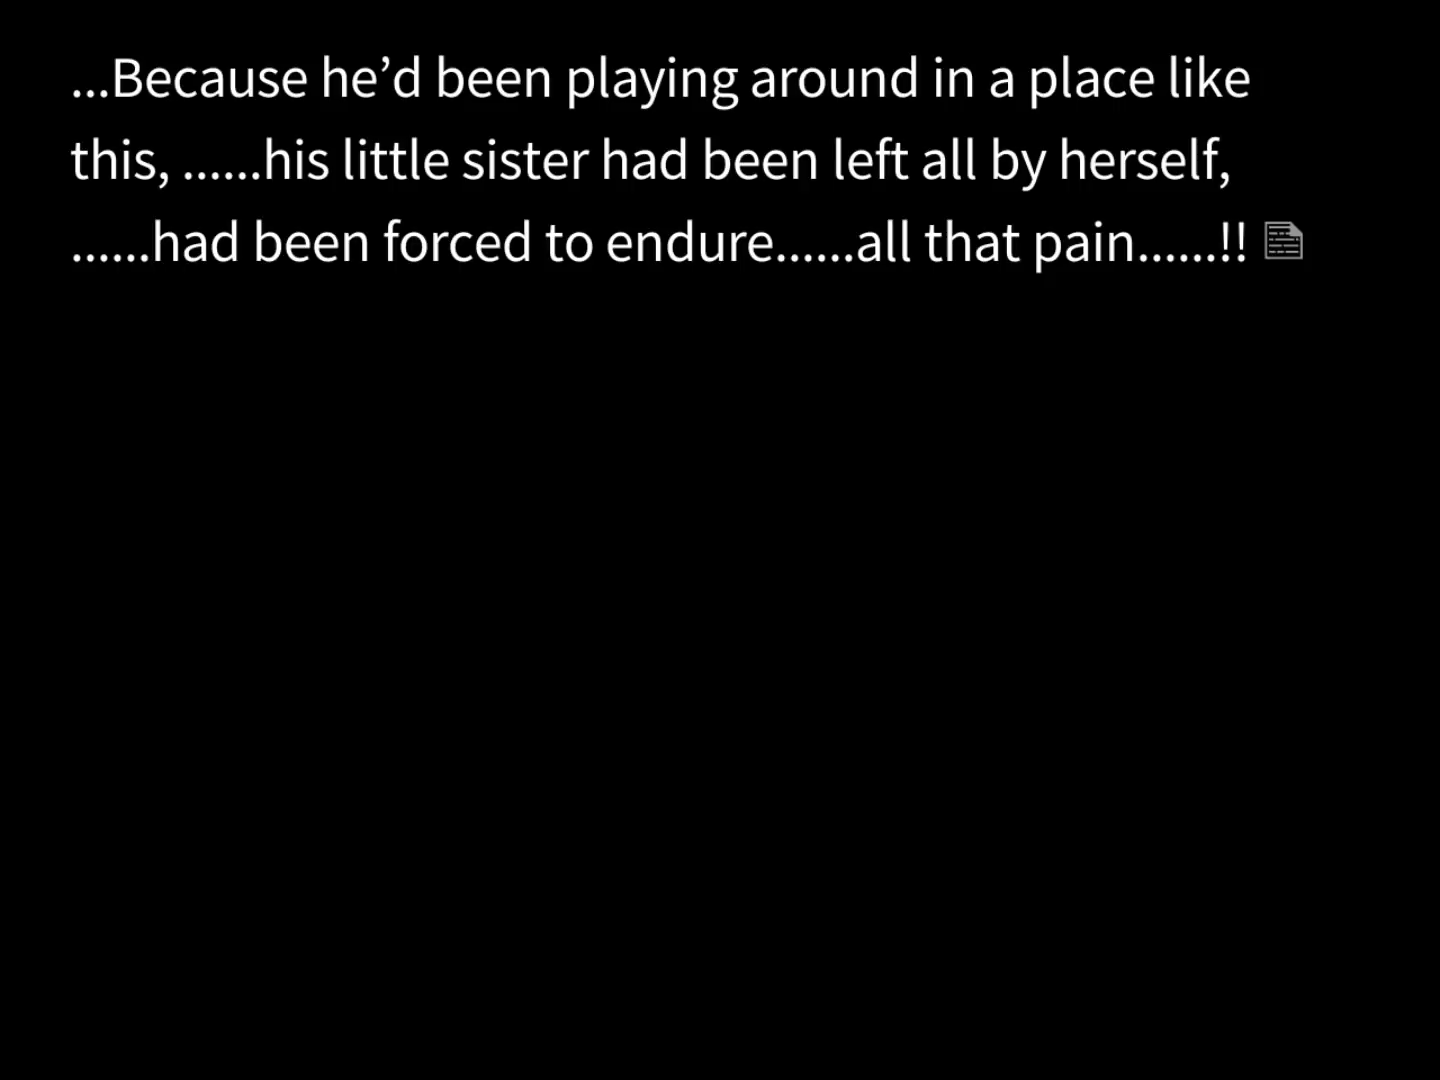 ...Because he’d been playing around in a place like
this, ......his little sister had been left all by herself,
......had been forced to endure......all that pain......!!